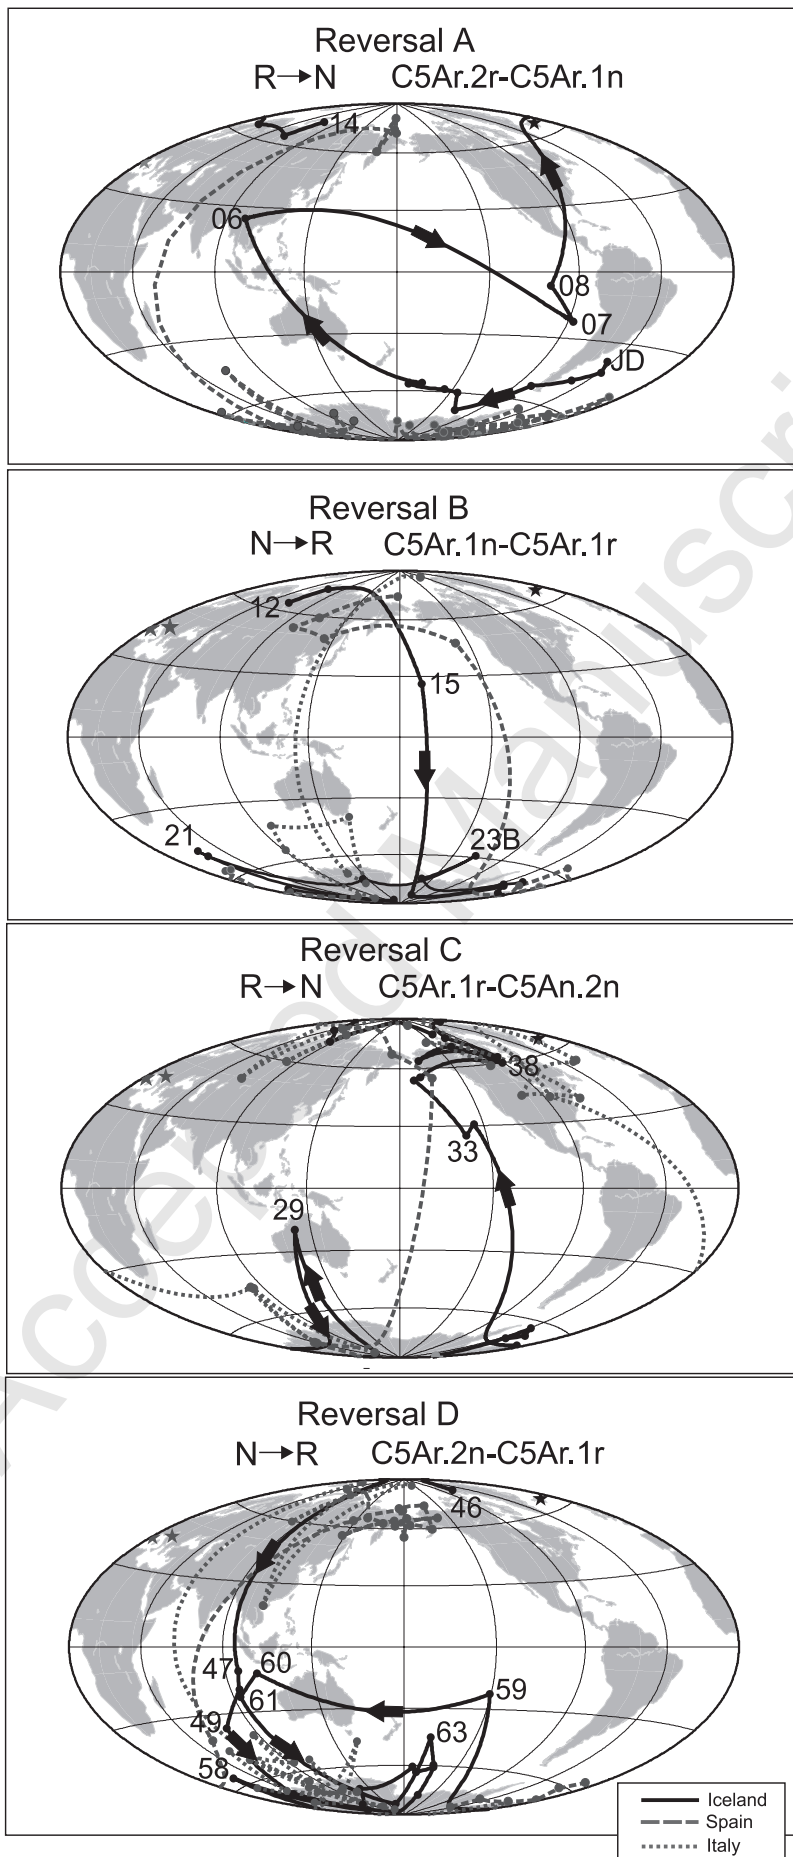 Reversal A
R→N C5Ar.2r-C5Ar.1n
14
06
08
07
JD
Reversal B
N→R C5Ar.1n-C5Ar.1r
12
15
21
23B
Reversal C
R→N C5Ar.1r-C5An.2n
38
33
29
Reversal D
N→R C5Ar.2n-C5Ar.1r
46
47
60
61
59
49
63
58
Iceland
Spain
Italy
Accepted Manuscri